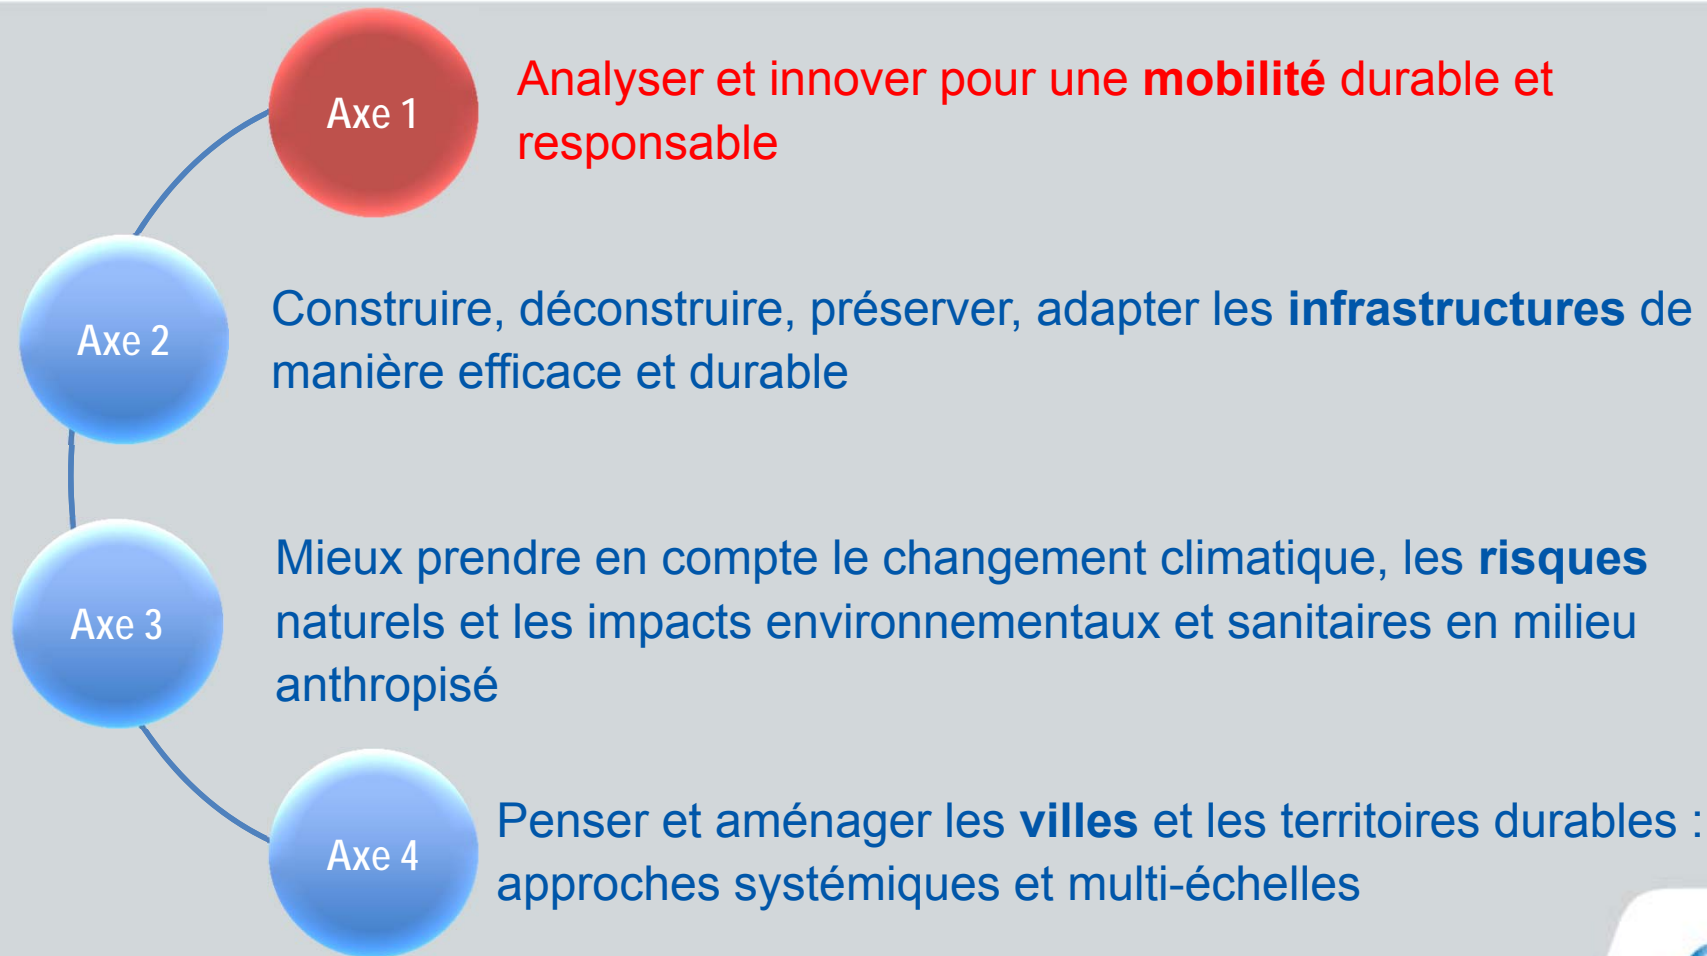 Axe 1
Analyser et innover pour une mobilité durable et
responsable
Axe 2
Construire, déconstruire, préserver, adapter les infrastructures de
manière efficace et durable
Axe 3
Mieux prendre en compte le changement climatique, les risques
naturels et les impacts environnementaux et sanitaires en milieu
anthropisé
Axe 4
Penser et aménager les villes et les territoires durables :
approches systémiques et multi-échelles